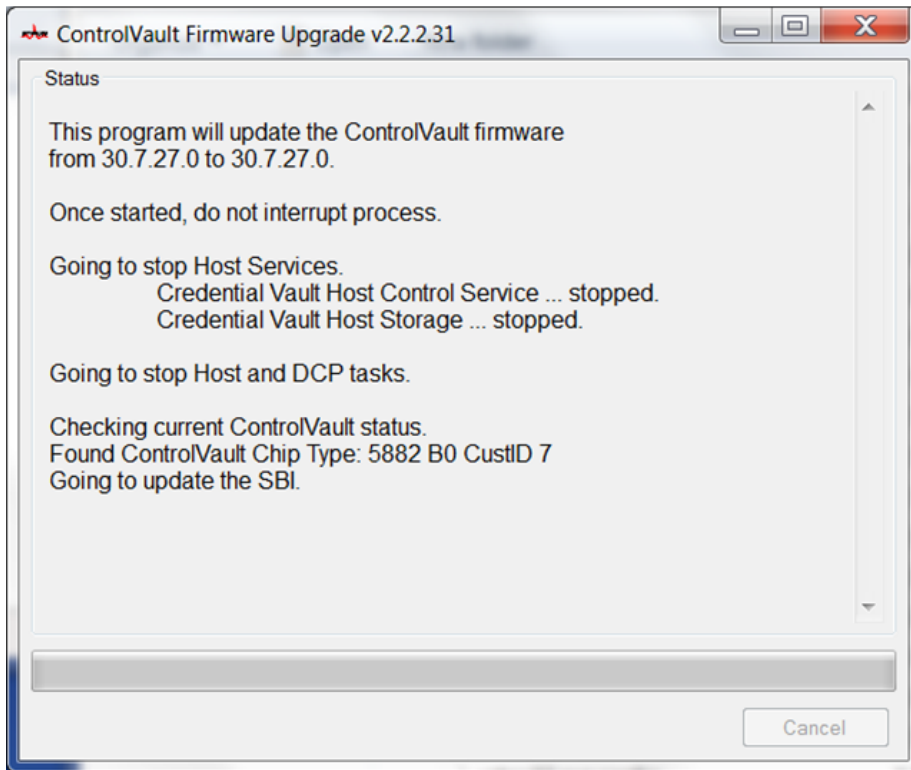 ControlVault Firmware Upgrade v2.2.2.31
Status
This program will update the ControlVault firmware
from 30.7.27.0 to 30.7.27.0.
Once started, do not interrupt process.
Going to stop Host Services.
Credential Vault Host Control Service ... stopped.
Credential Vault Host Storage ... stopped.
Going to stop Host and DCP tasks.
Checking current ControlVault status.
Found ControlVault Chip Type: 5882 B0 CustID 7
Going to update the SBI.
Cancel